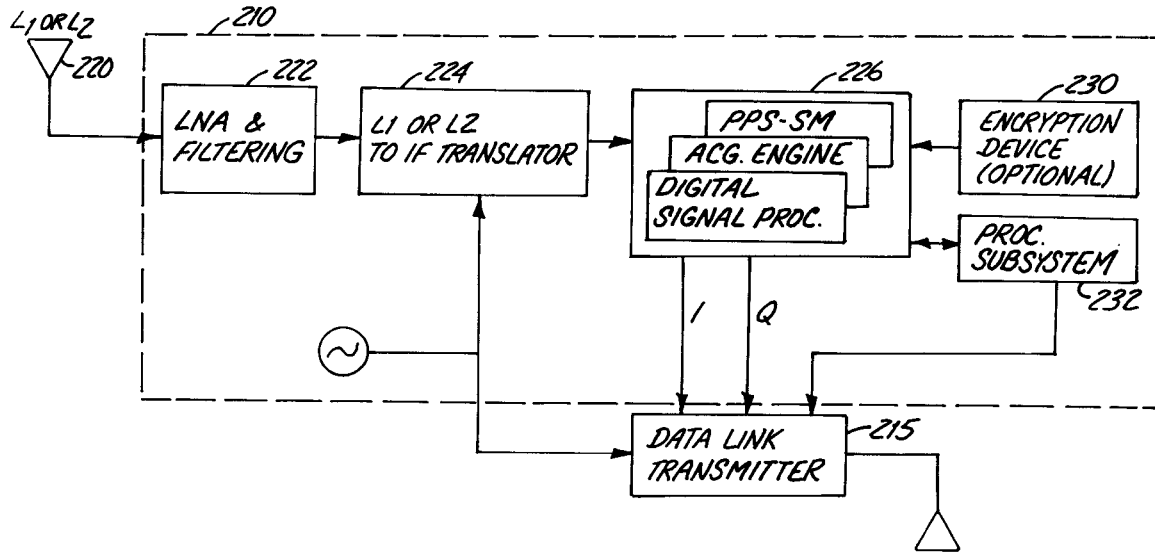 L1 OR L2
210
220
222
LNA &
FILTERING
224
L1 OR L2
TO IF TRANSLATOR
226
PPS-SM
ACG. ENGINE
DIGITAL
SIGNAL PROC.
230
ENCRYPTION
DEVICE
(OPTIONAL)
PROC.
SUBSYSTEM
232
I
Q
DATA LINK
TRANSMITTER
215